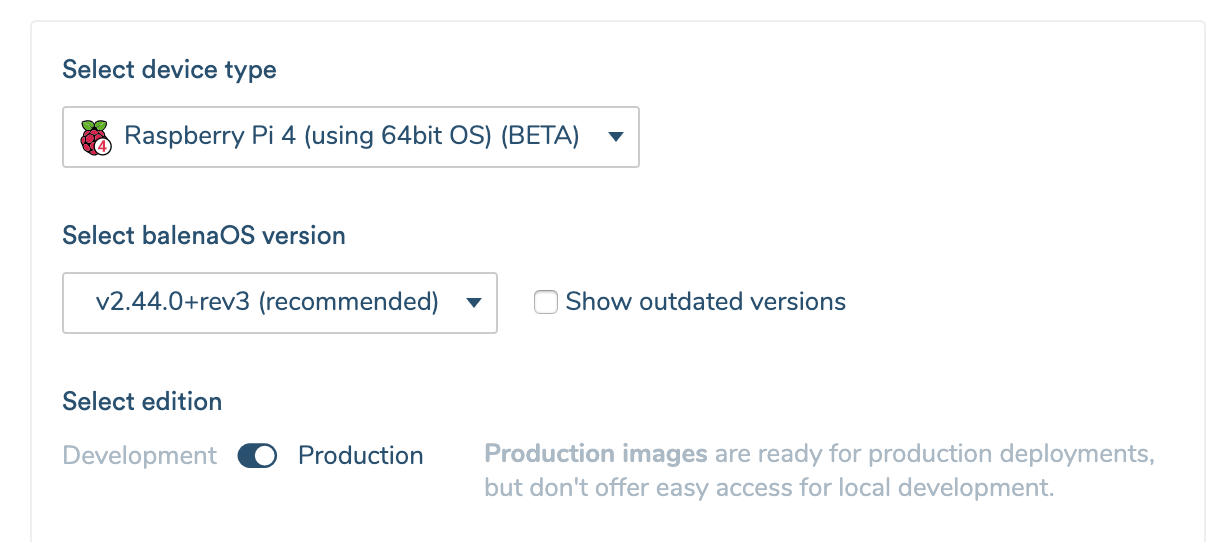 Select device type
4 Raspberry Pi 4 (using 64bit OS) (BETA)
Select balenaOS version
v2.44.0+rev3 (recommended) Show outdated versions
Select edition
Development Production Production images are ready for production deployments,
but don't offer easy access for local development.